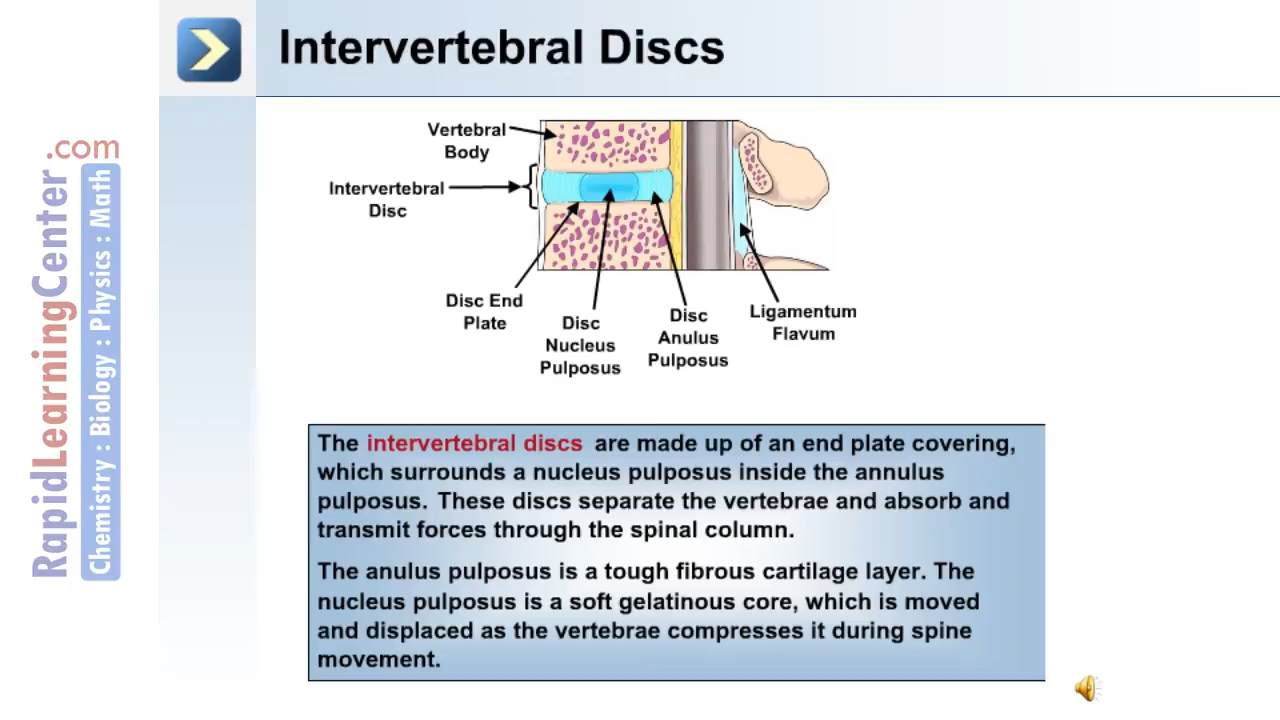 Intervertebral Discs
RapidLearningCenter.com
Chemistry : Biology : Physics : Math
Vertebral
Body
Intervertebral
Disc
Disc End
Plate
Disc
Nucleus
Pulposus
Disc
Anulus
Pulposus
Ligamentum
Flavum
The intervertebral discs are made up of an end plate covering,
which surrounds a nucleus pulposus inside the annulus
pulposus. These discs separate the vertebrae and absorb and
transmit forces through the spinal column.
The anulus pulposus is a tough fibrous cartilage layer. The
nucleus pulposus is a soft gelatinous core, which is moved
and displaced as the vertebrae compresses it during spine
movement.